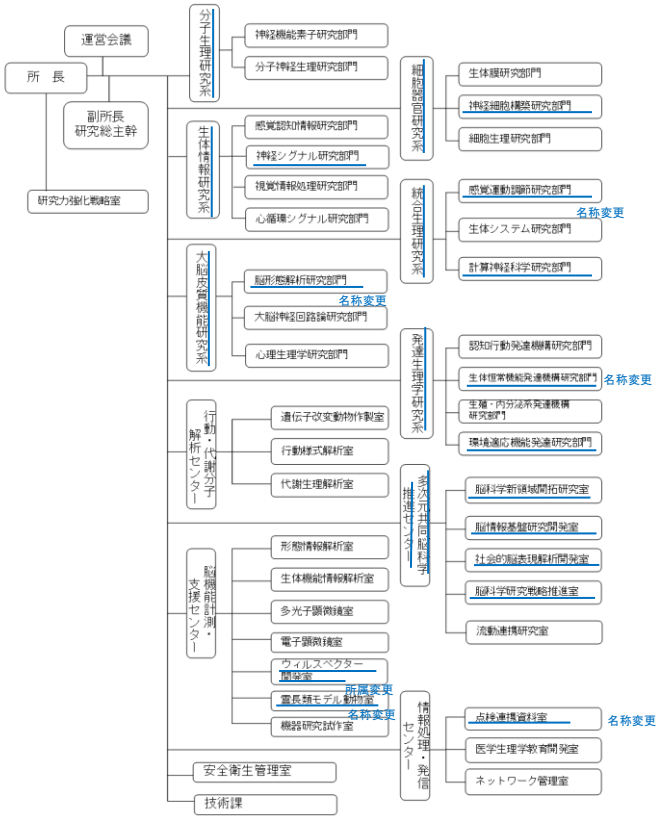 運営会議
所 長
副所長
研究総主幹
研究力強化戦略室
分子生理研究系
神経機能素子研究部門
分子神経生理研究部門
細胞器官研究系
生体膜研究部門
神経細胞構築研究部門
細胞生理研究部門
生体情報研究系
感覚認知情報研究部門
神経シグナル研究部門
視覚情報処理研究部門
心循環シグナル研究部門
統合生理研究系
感覚運動調節研究部門
名称変更
生体システム研究部門
計算神経科学研究部門
大脳皮質機能研究系
脳形態解析研究部門
名称変更
大脳神経回路論研究部門
心理生理学研究部門
発達生理学研究系
認知行動発達機構研究部門
生体恒常機能発達機構研究部門
名称変更
生殖・内分泌系発達機構
研究部門
環境適応機能発達研究部門
行動・代謝分子
解析センター
遺伝子改変動物作製室
行動様式解析室
代謝生理解析室
多次元共同脳科学
推進センター
脳科学新領域開拓研究室
脳情報基盤研究開発室
社会的脳表現解析開発室
脳科学研究戦略推進室
流動連携研究室
脳機能計測・
支援センター
形態情報解析室
生体機能情報解析室
多光子顕微鏡室
電子顕微鏡室
ウィルスベクター
開発室
所属変更
霊長類モデル動物室
名称変更
機器研究試作室
情報処理・発信
センター
点検連携資料室
名称変更
医学生理学教育開発室
ネットワーク管理室
安全衛生管理室
技術課